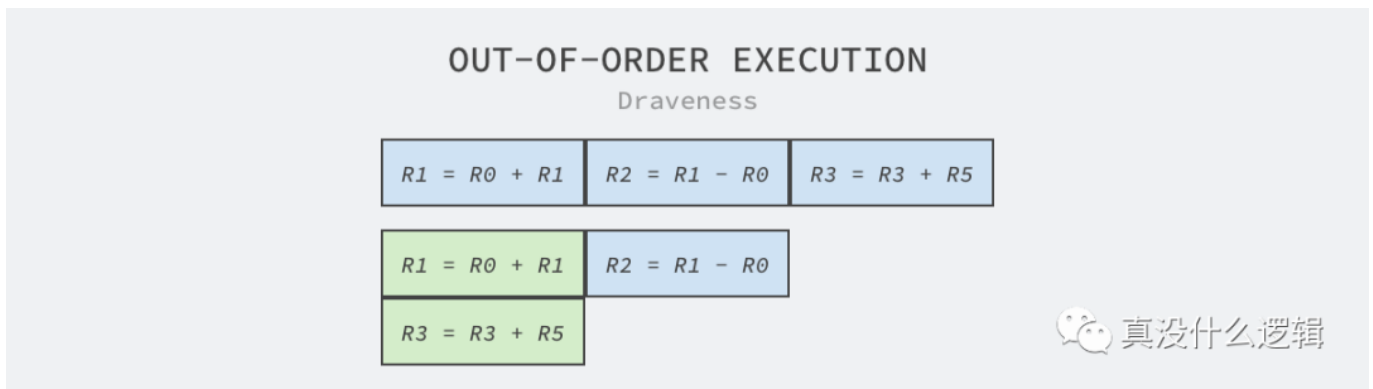 OUT-OF-ORDER EXECUTION
Draveness
R1 = R0 + R1 R2 = R1 - R0 R3 = R3 + R5
R1 = R0 + R1 R2 = R1 - R0
R3 = R3 + R5
真没什么逻辑